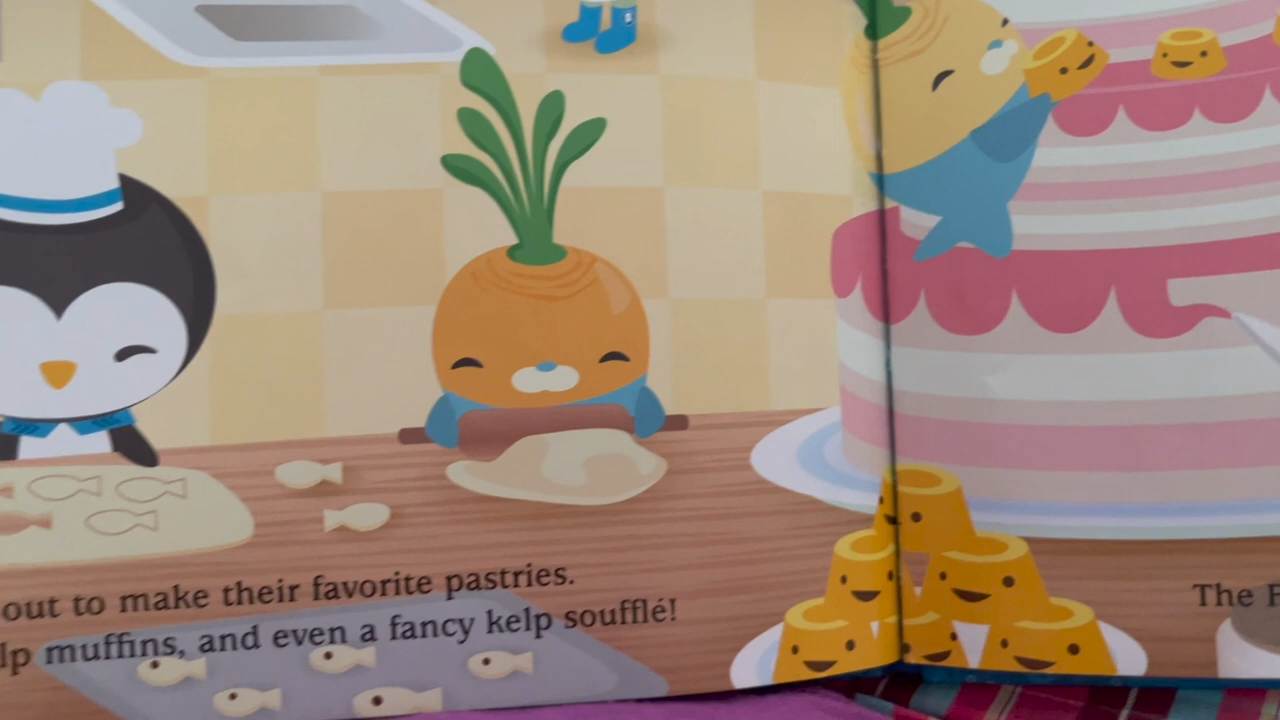 out to make their favorite pastries.
muffins, and even a fancy kelp soufflé!
The